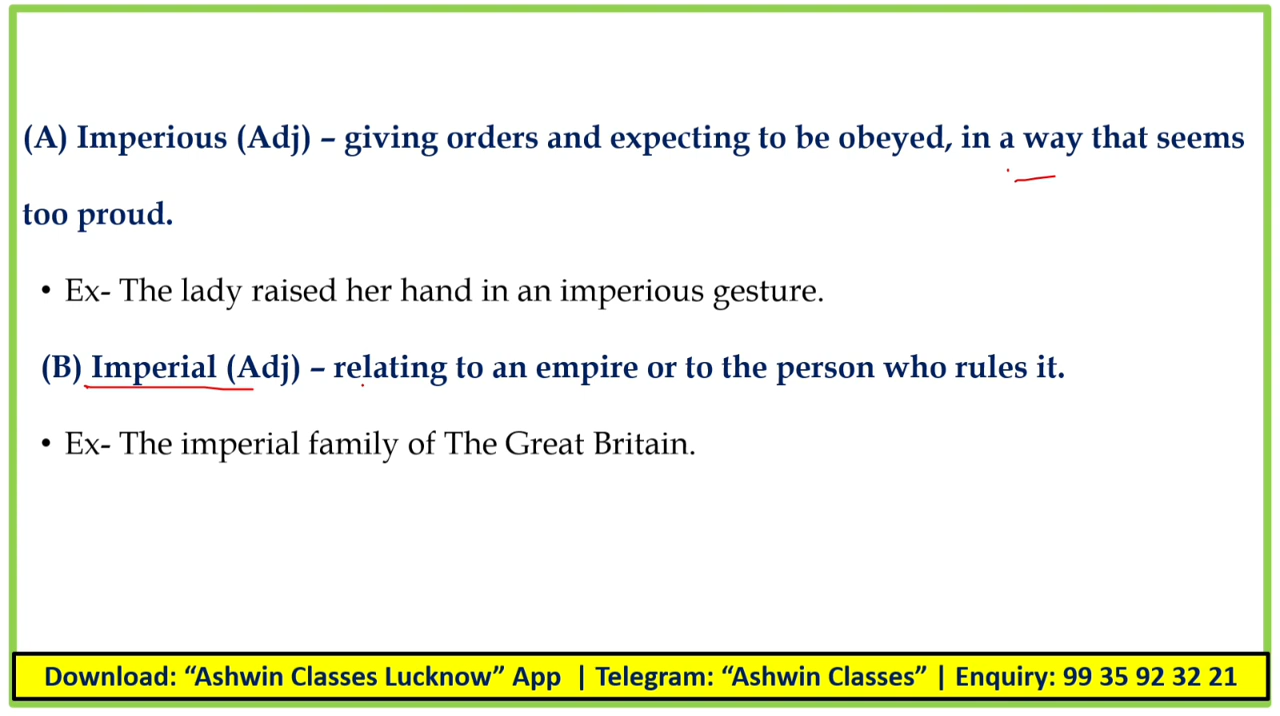 (A) Imperious (Adj) – giving orders and expecting to be obeyed, in a way that seems
too proud.
• Ex- The lady raised her hand in an imperious gesture.
(B) Imperial (Adj) – relating to an empire or to the person who rules it.
• Ex- The imperial family of The Great Britain.
Download: “Ashwin Classes Lucknow” App | Telegram: “Ashwin Classes” | Enquiry: 99 35 92 32 21